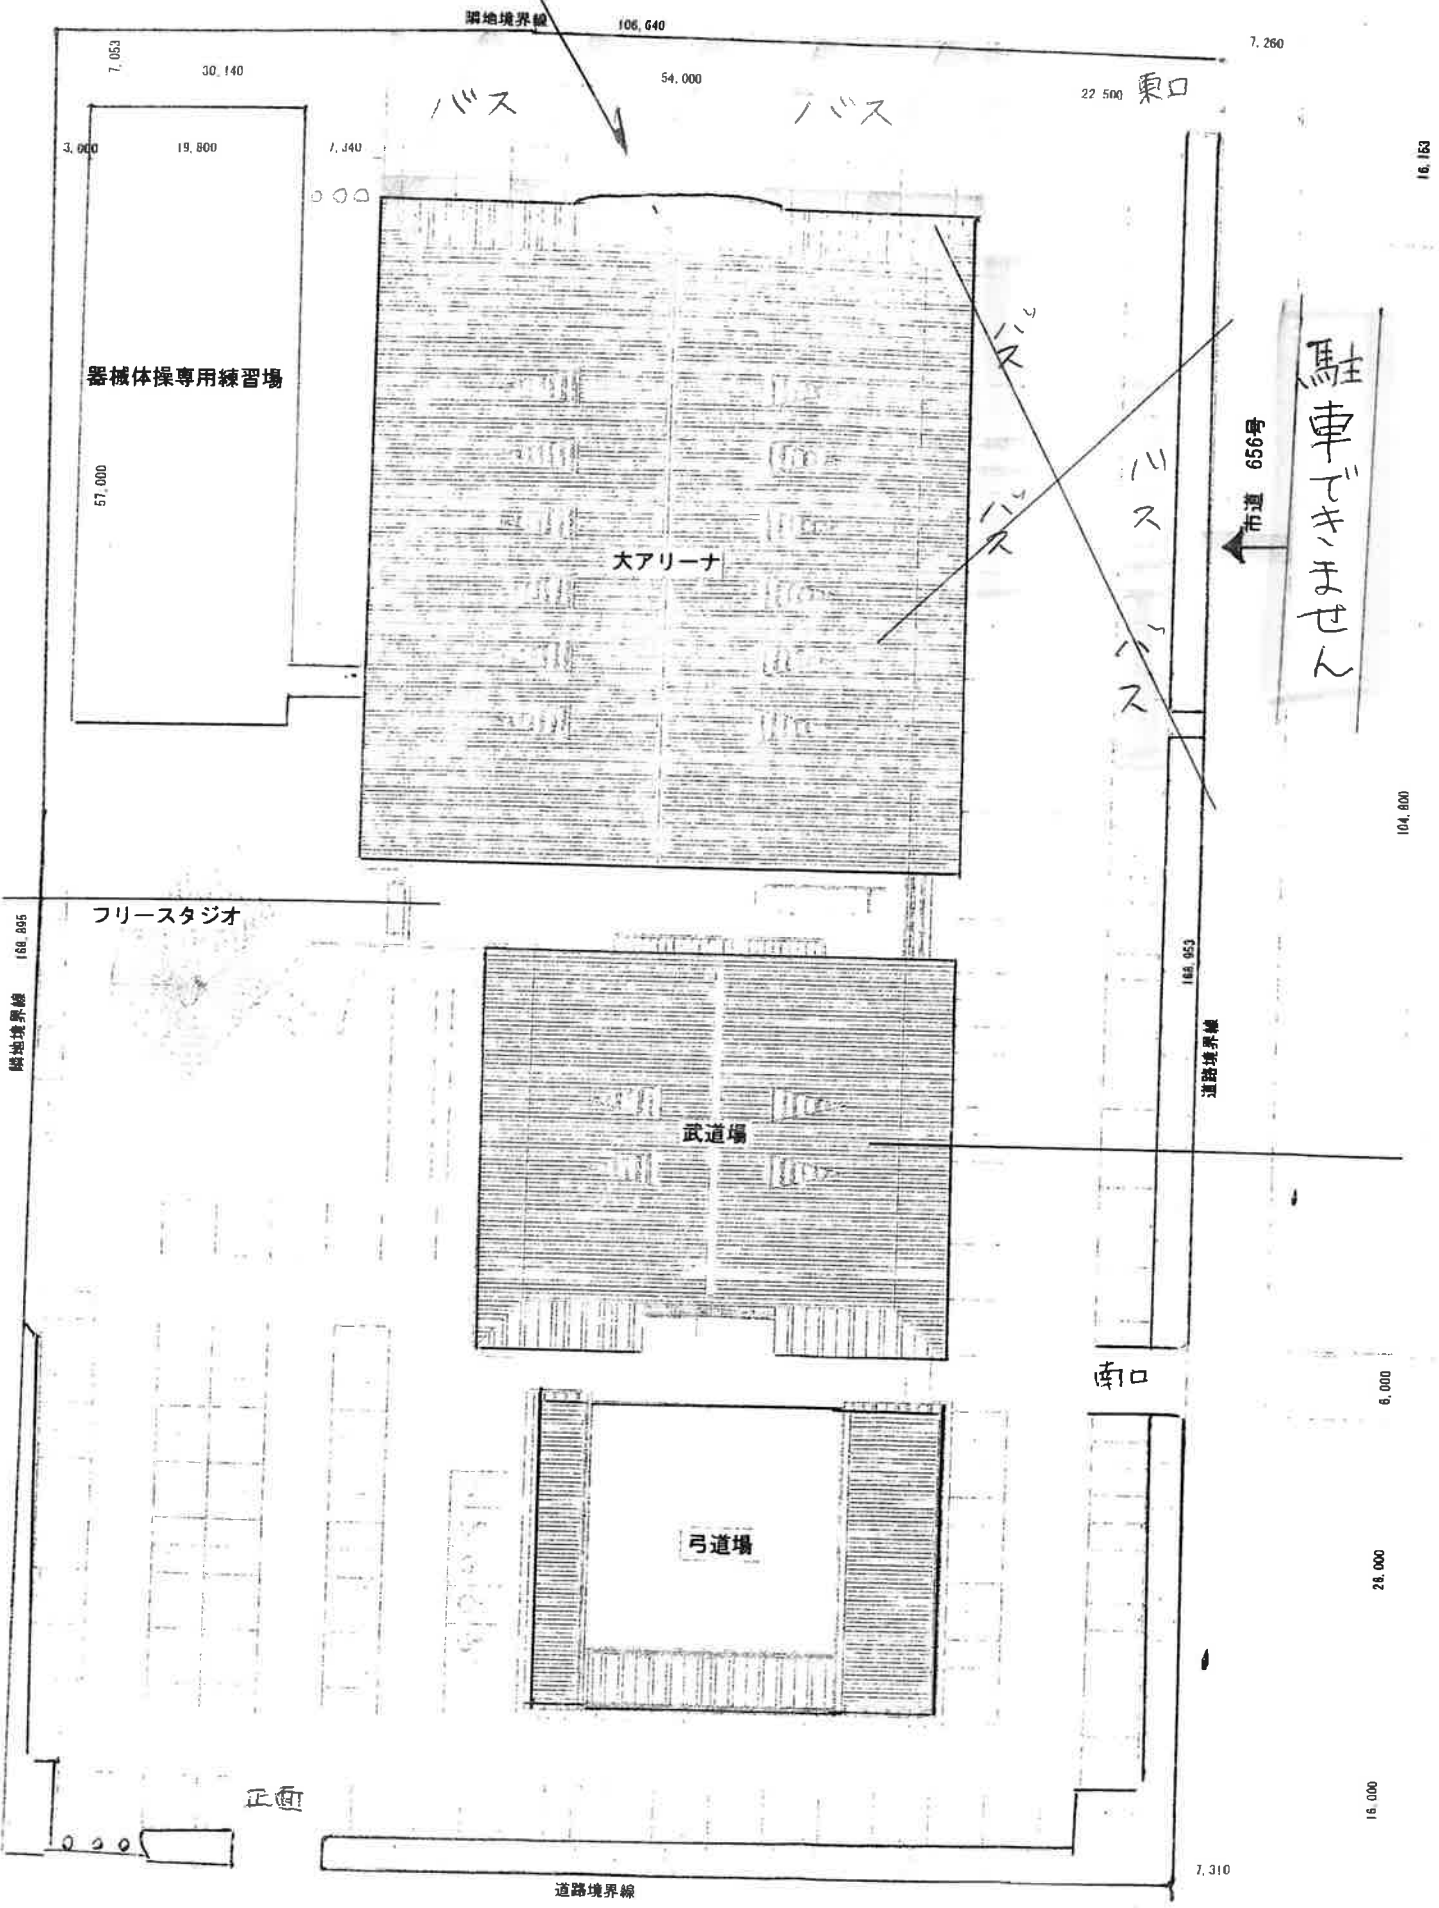 隣地境界線
106,640
7,260
7,053
30,140
54,000
22 500
東口
バス
バス
3,000
19,800
7,340
16,153
バス
駐車できません
器械体操専用練習場
市道 656号
バス
57,000
バス
大アリーナ
バス
104,800
フリースタジオ
168,895
168,953
隣地境界線
道路境界線
武道場
南口
6,000
弓道場
28,000
正面
16,000
7,310
道路境界線